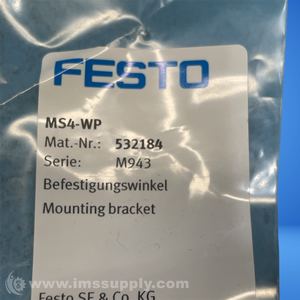 FESTO
MS4-WP
Mat.-Nr.: 532184
Serie: M943
Befestigungswinkel
Mounting bracket
© www.imssupply.com
Festo SE & Co. KG